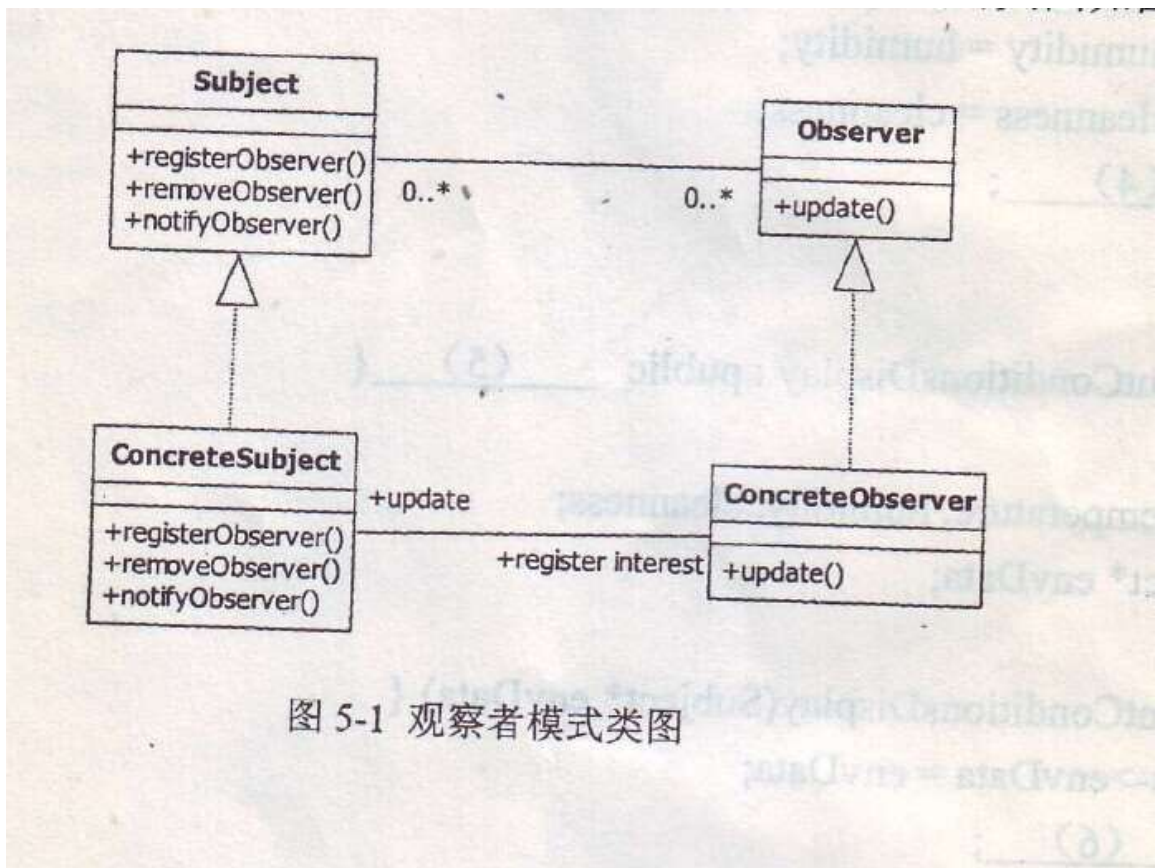 Subject
+registerObserver()
+removeObserver()
+notifyObserver()
0..*
0..*
Observer
+update()
ConcreteSubject
+registerObserver()
+removeObserver()
+notifyObserver()
+update
+register interest
ConcreteObserver
+update()
图 5-1 观察者模式类图